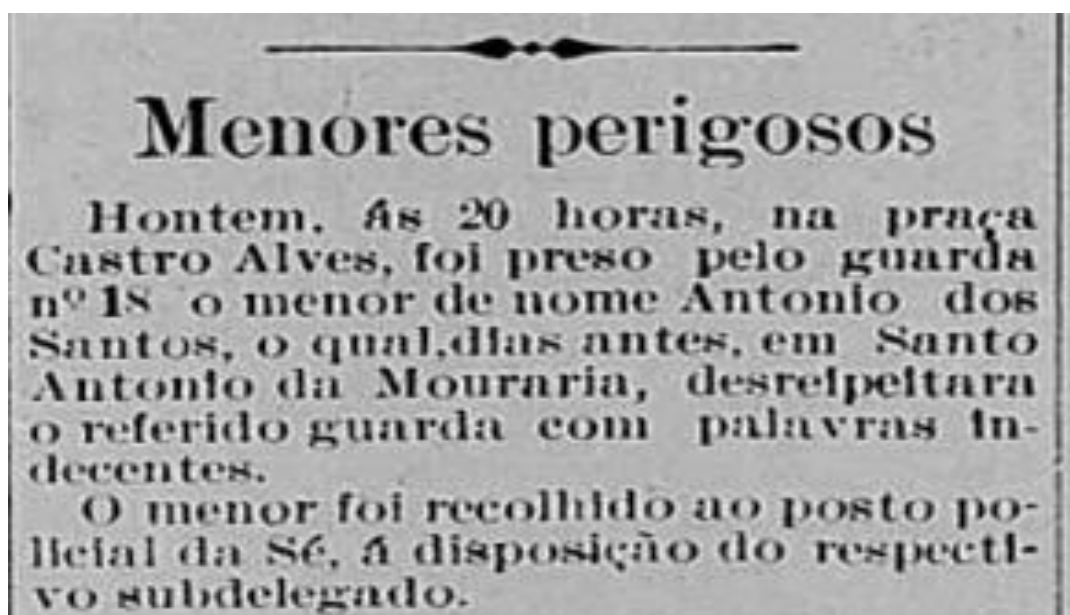 Menores perigosos
Hontem, ás 20 horas, na praça
Castro Alves, foi preso pelo guarda
nº 18 o menor de nome Antonio dos
Santos, o qual,dias antes, em Santo
Antonio da Mouraria, desreipeitara
o referido guarda com palavras in-
decentes.
O menor foi recolhido ao posto po-
licial da Sé, á disposição do respecti-
vo subdelegado.